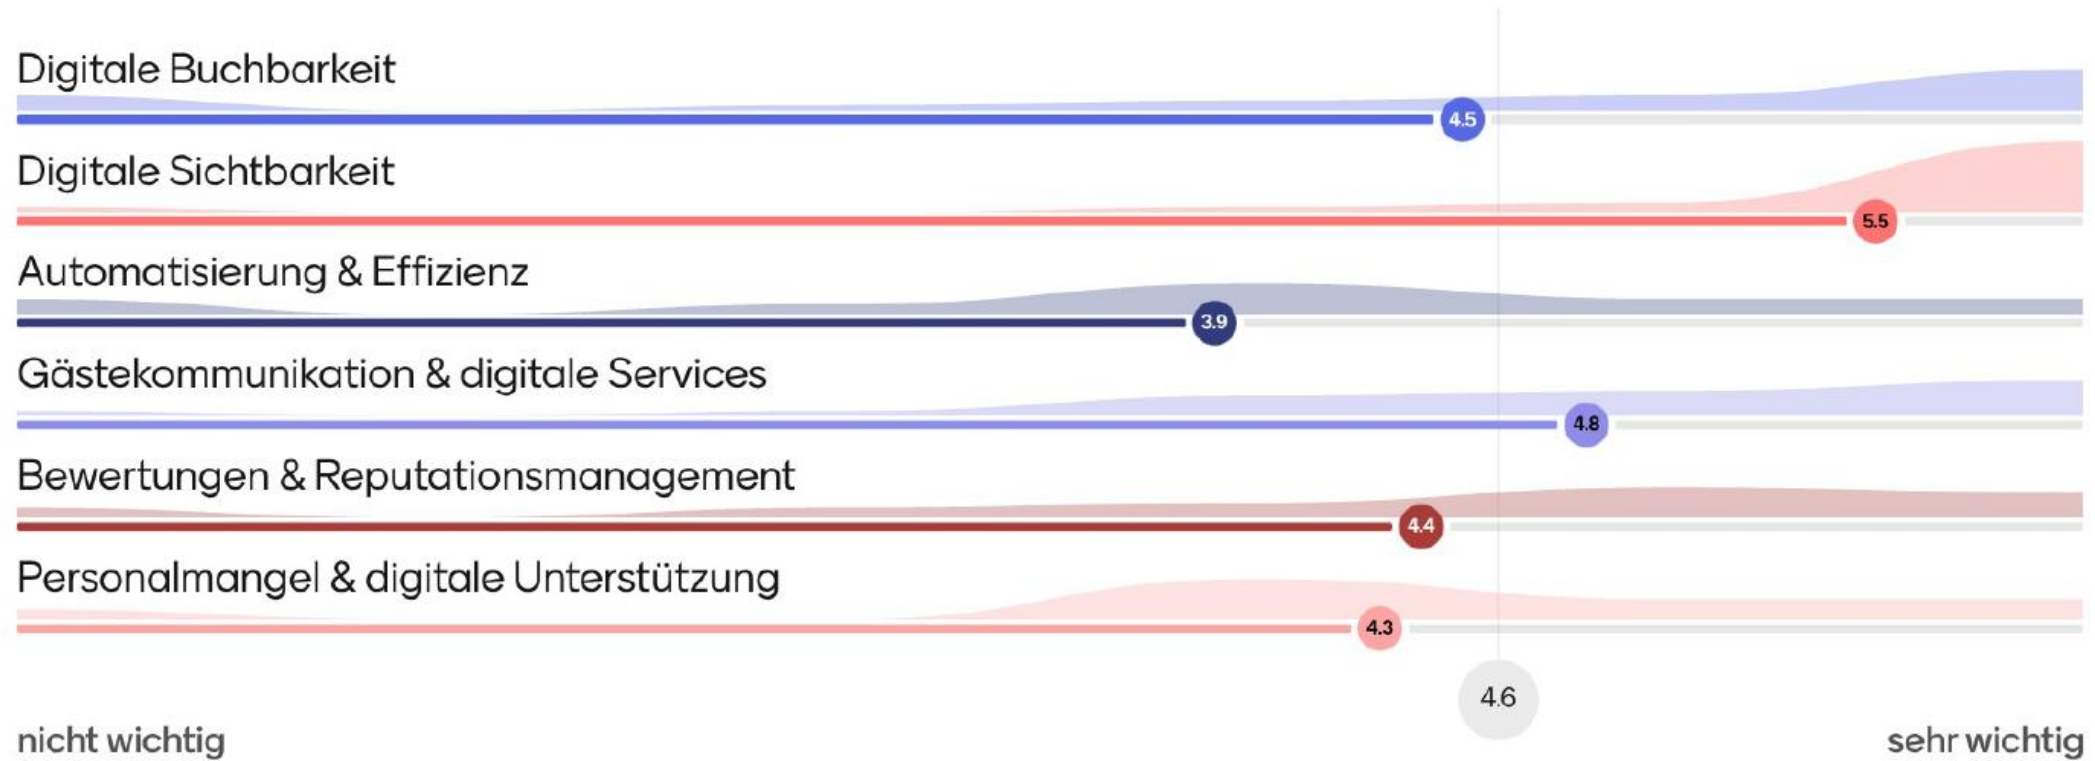 Digitale Buchbarkeit
4.5
Digitale Sichtbarkeit
5.5
Automatisierung & Effizienz
3.9
Gästekommunikation & digitale Services
4.8
Bewertungen & Reputationsmanagement
4.4
Personalmangel & digitale Unterstützung
4.3
4.6
nicht wichtig
sehr wichtig